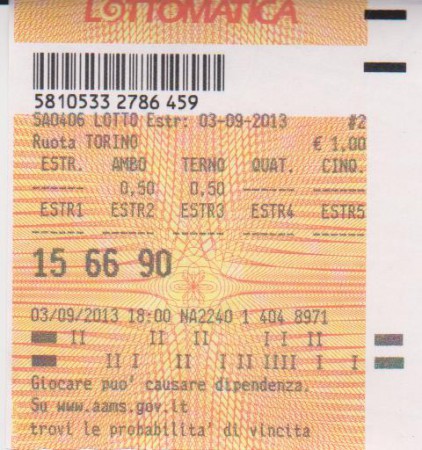 LOTTOMATICA
5810533 2786 459
SA0406 LOTTO Estr: 03-09-2013 #2
Ruota TORINO € 1,00
ESTR. AMBO TERNO QUAT. CINQ.
------ 0,50 0,50 ------ ------
ESTR1 ESTR2 ESTR3 ESTR4 ESTR5
------ ------ ------ ------ ------
15 66 90
03/09/2013 18:00 NA2240 1 404 8971
Giocare puo' causare dipendenza.
Su www.aams.gov.it
trovi le probabilita' di vincita